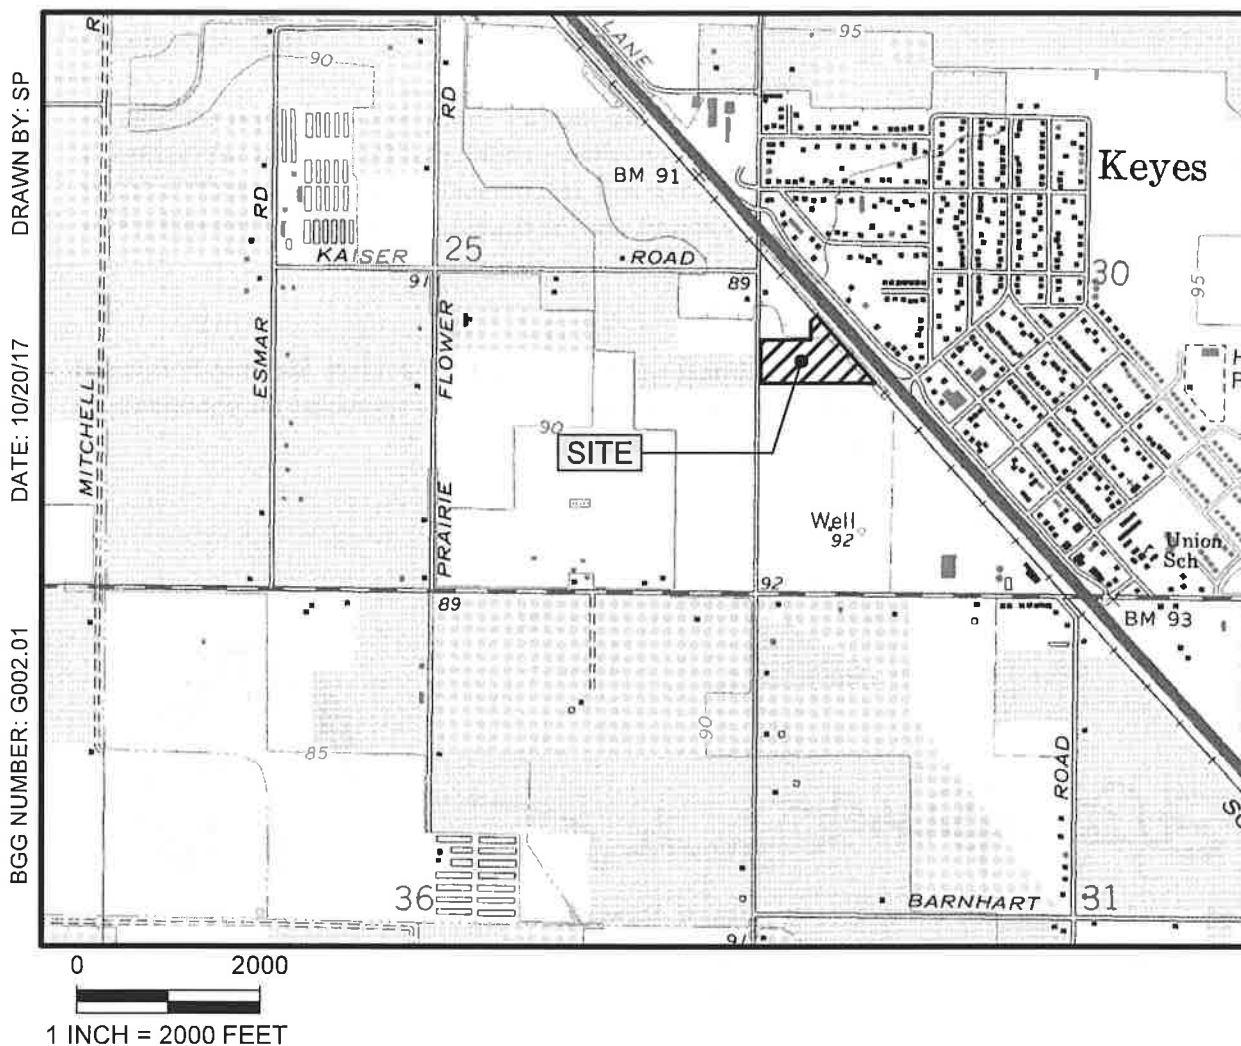 DRAWN BY: SP
DATE: 10/20/17
BGG NUMBER: G002.01
R
LANE
95
90
RD
BM 91
Keyes
RD
25
KAISER
ROAD
91
89
30
95
ESMAR
FLOWER
MITCHELL
90
SITE
PRAIRIE
Well
92
Union
Sch
92
89
BM 93
90
85
ROAD
36
BARNHART
31
91
0 2000
1 INCH = 2000 FEET